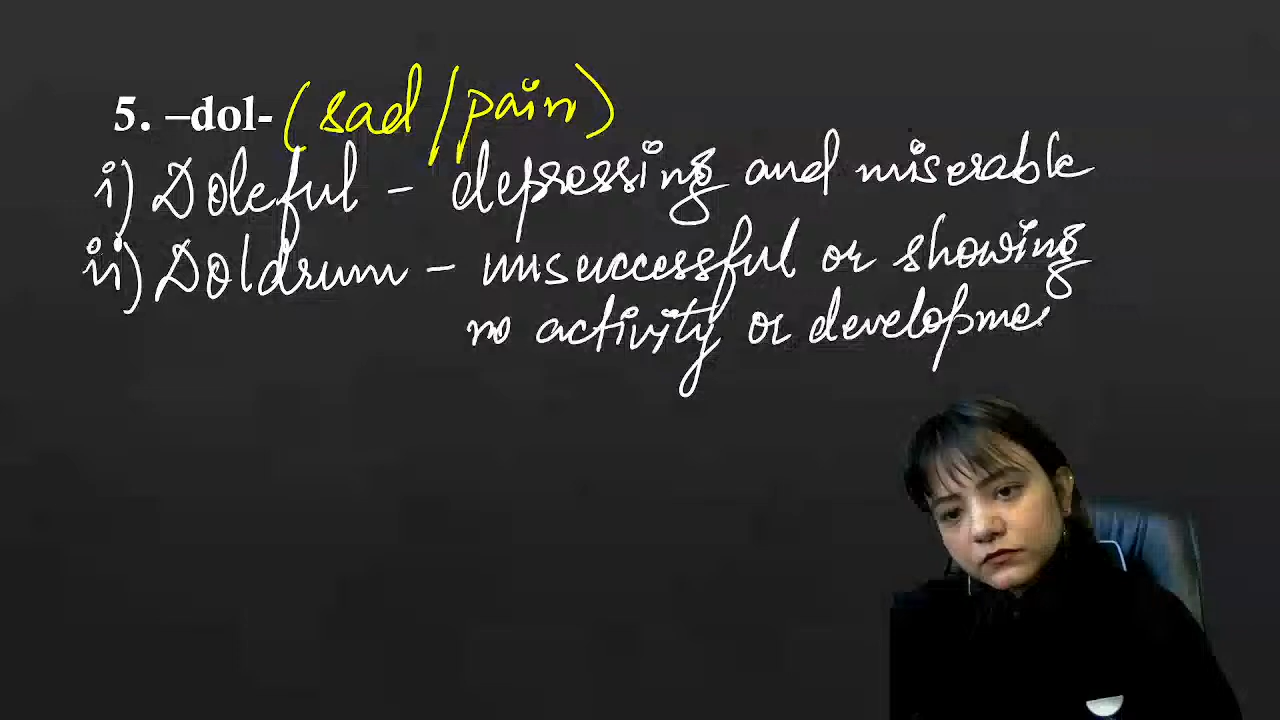 5. –dol- (sad/pain)
i) Doleful - depressing and miserable
ii) Doldrum - unsuccessful or showing
no activity or developme